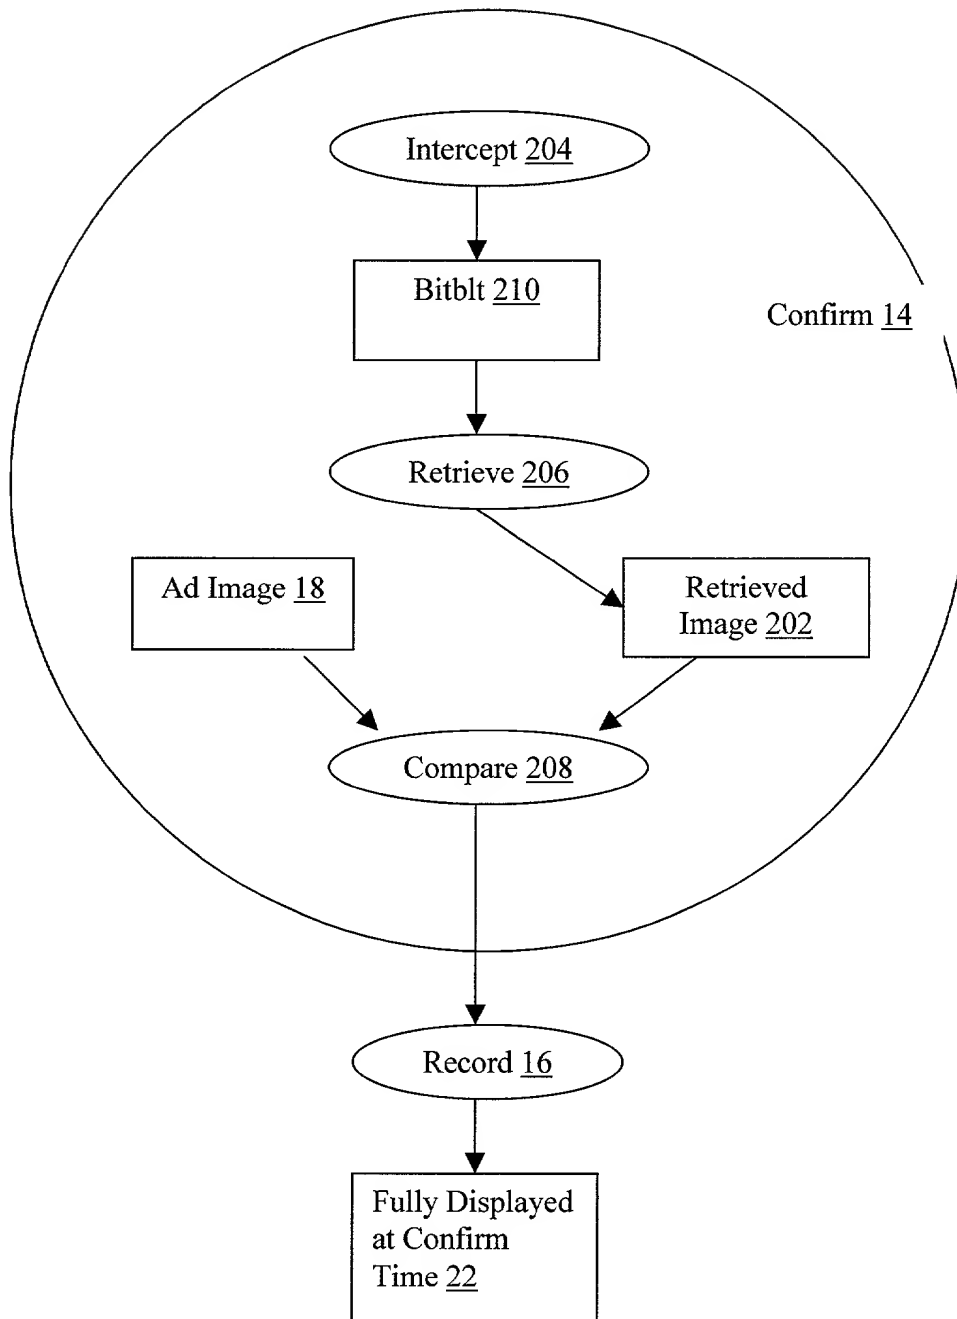 Intercept 204
Bitblt 210
Confirm 14
Retrieve 206
Ad Image 18
Retrieved
Image 202
Compare 208
Record 16
Fully Displayed
at Confirm
Time 22